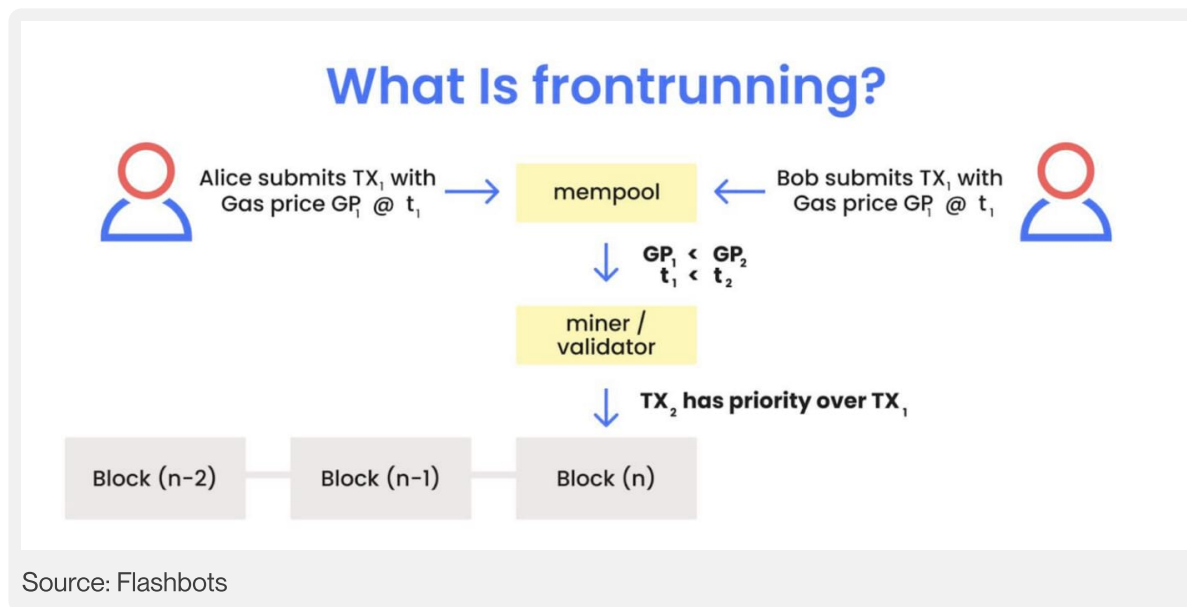 What Is frontrunning?
Alice submits TX₁ with
Gas price GP₁ @ t₁
mempool
Bob submits TX₁ with
Gas price GP₁ @ t₁
GP₁ < GP₂
t₁ < t₂
miner /
validator
TX₂ has priority over TX₁
Block (n-2)
Block (n-1)
Block (n)
Source: Flashbots